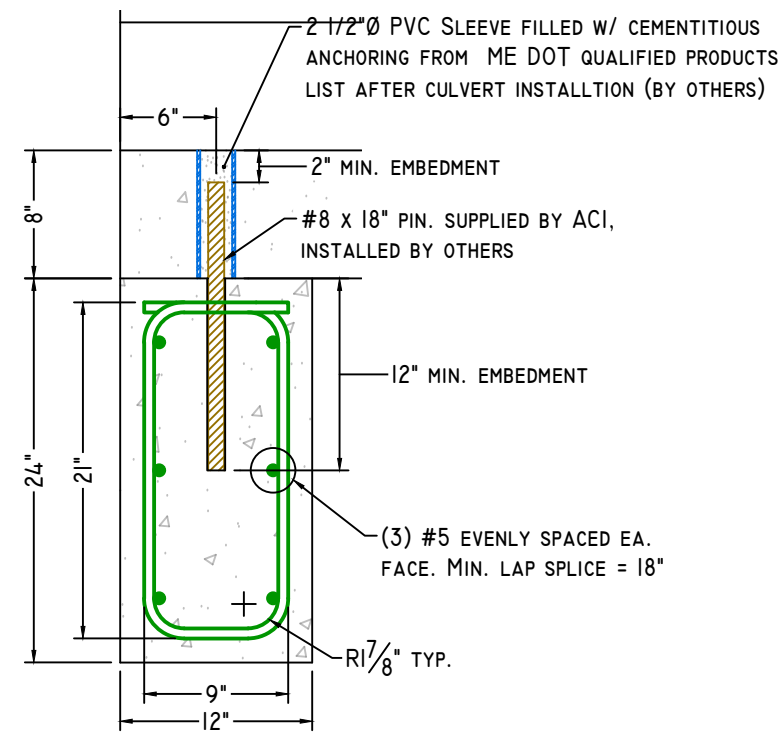 2 1/2"Ø PVC SLEEVE FILLED W/ CEMENTITIOUS
ANCHORING FROM ME DOT QUALIFIED PRODUCTS
LIST AFTER CULVERT INSTALLTION (BY OTHERS)
6"
2" MIN. EMBEDMENT
8"
#8 X 18" PIN. SUPPLIED BY ACI,
INSTALLED BY OTHERS
12" MIN. EMBEDMENT
24"
21"
(3) #5 EVENLY SPACED EA.
FACE. MIN. LAP SPLICE = 18"
R1 7/8" TYP.
9"
12"